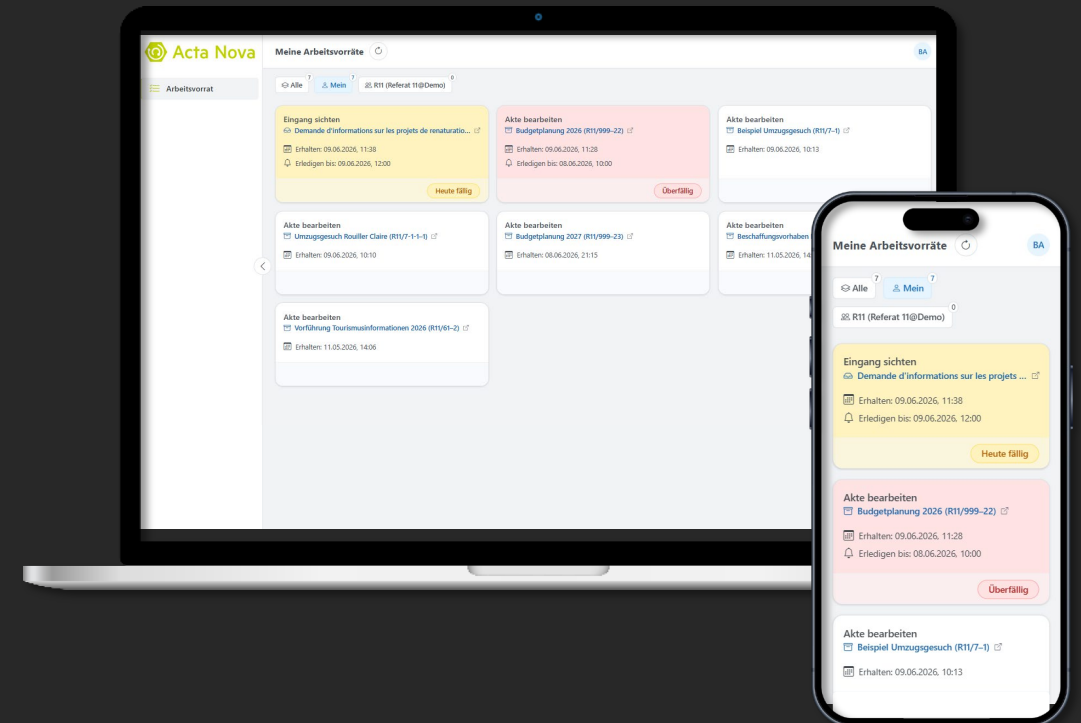 Acta Nova
Meine Arbeitsvorräte
BA
Arbeitsvorrat
Alle 7
Mein 7
R11 (Referat 11@Demo) 0
Eingang sichten
Demande d'informations sur les projets de renaturatio...
Erhalten: 09.06.2026, 11:38
Erledigen bis: 09.06.2026, 12:00
Heute fällig
Akte bearbeiten
Budgetplanung 2026 (R11/999–22)
Erhalten: 09.06.2026, 11:28
Erledigen bis: 08.06.2026, 10:00
Überfällig
Akte bearbeiten
Beispiel Umzugsgesuch (R11/7–1)
Erhalten: 09.06.2026, 10:13
Akte bearbeiten
Umzugsgesuch Rouiller Claire (R11/7-1-1–1)
Erhalten: 09.06.2026, 10:10
Akte bearbeiten
Budgetplanung 2027 (R11/999–23)
Erhalten: 08.06.2026, 21:15
Akte bearbeiten
Beschaffungsvorhaben
Erhalten: 11.05.2026, 14
Akte bearbeiten
Vorführung Tourismusinformationen 2026 (R11/61–2)
Erhalten: 11.05.2026, 14:06
Meine Arbeitsvorräte
BA
Alle 7
Mein 7
R11 (Referat 11@Demo) 0
Eingang sichten
Demande d'informations sur les projets ...
Erhalten: 09.06.2026, 11:38
Erledigen bis: 09.06.2026, 12:00
Heute fällig
Akte bearbeiten
Budgetplanung 2026 (R11/999–22)
Erhalten: 09.06.2026, 11:28
Erledigen bis: 08.06.2026, 10:00
Überfällig
Akte bearbeiten
Beispiel Umzugsgesuch (R11/7–1)
Erhalten: 09.06.2026, 10:13